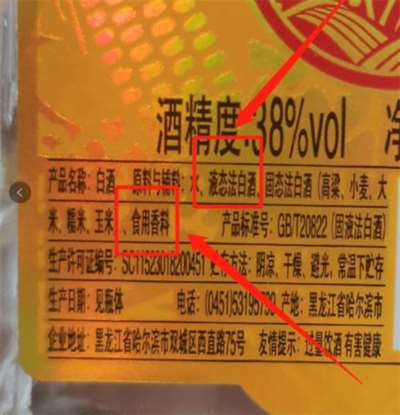 酒精度:38%vol 净
产品名称:白酒 原料与辅料:水、液态法白酒、固态法白酒(高粱、小麦、大
米、糯米、玉米)、食用香料 产品标准号:GB/T20822(固液法白酒)
生产许可证编号: 贮存方法:阴凉、干燥、避光,常温下贮存
生产日期:见瓶体 电话: 产地:黑龙江省哈尔滨市
企业地址:黑龙江省哈尔滨市双城区西直路75号 友情提示:过量饮酒有害健康